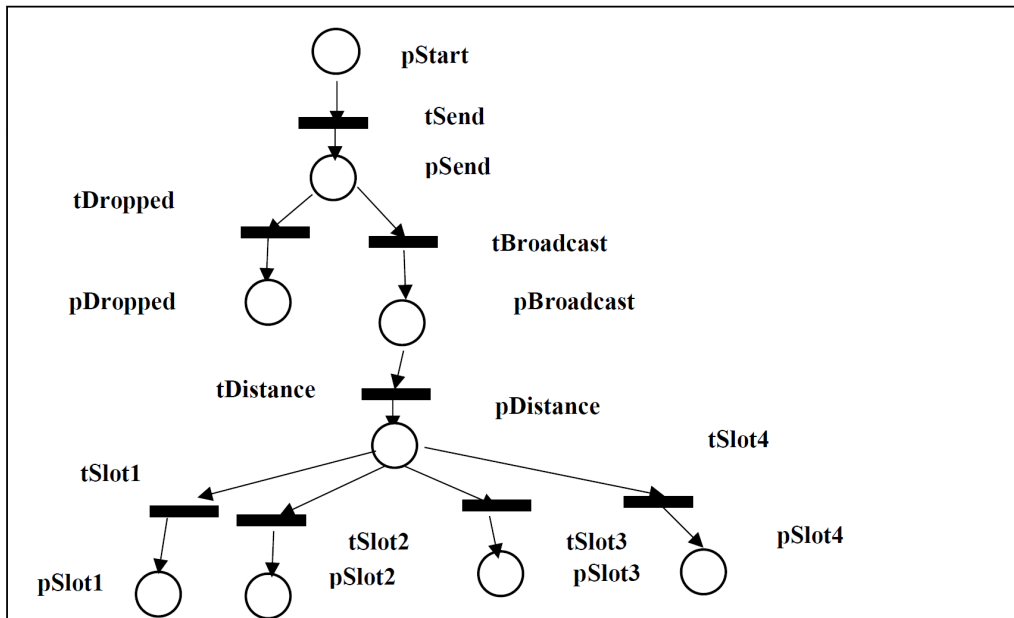 pStart
tSend
pSend
tDropped
tBroadcast
pDropped
pBroadcast
tDistance
pDistance
tSlot4
tSlot1
tSlot2
tSlot3
pSlot4
pSlot1
pSlot2
pSlot3